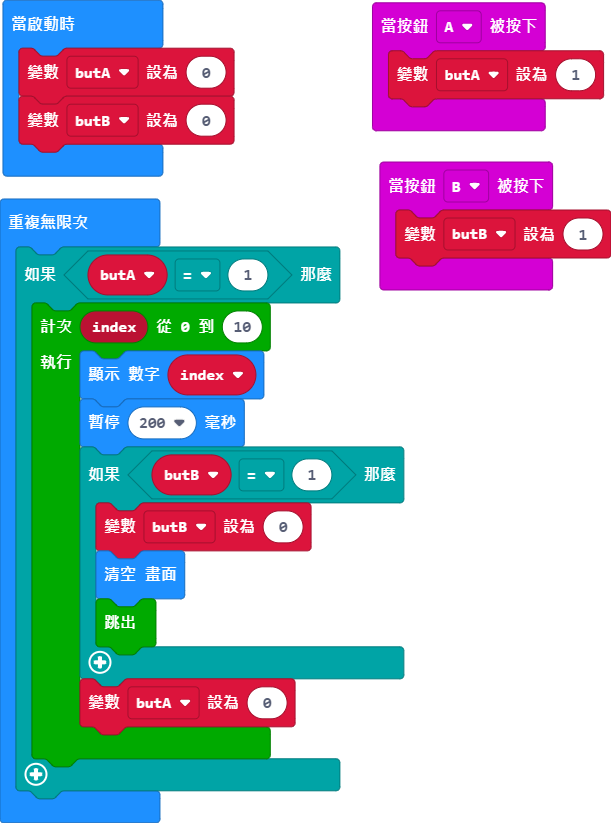 當啟動時
變數 butA 設為 0
變數 butB 設為 0
當按鈕 A 被按下
變數 butA 設為 1
當按鈕 B 被按下
變數 butB 設為 1
重複無限次
如果 butA = 1 那麼
計次 index 從 0 到 10
執行
顯示 數字 index
暫停 200 毫秒
如果 butB = 1 那麼
變數 butB 設為 0
清空 畫面
跳出
變數 butA 設為 0